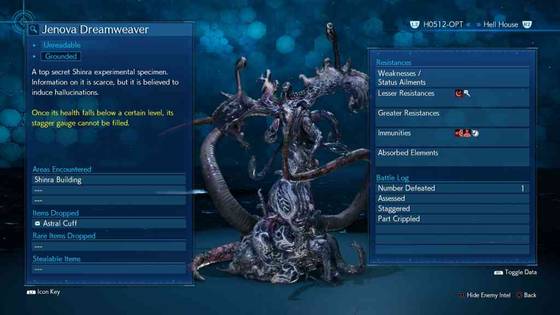 Jenova Dreamweaver
L2 H0512-OPT
Hell House R2
Unreadable
Grounded
A top secret Shinra experimental specimen.
Information on it is scarce, but it is believed to
induce hallucinations.
Once its health falls below a certain level, its
stagger gauge cannot be filled.
Areas Encountered
Shinra Building
---
---
Items Dropped
Astral Cuff
Rare Items Dropped
---
Stealable Items
---
Icon Key
Resistances
Weaknesses /
Status Ailments
Lesser Resistances
Greater Resistances
Immunities
Absorbed Elements
Battle Log
Number Defeated 1
Assessed
Staggered
Part Crippled
Toggle Data
Hide Enemy Intel
Back